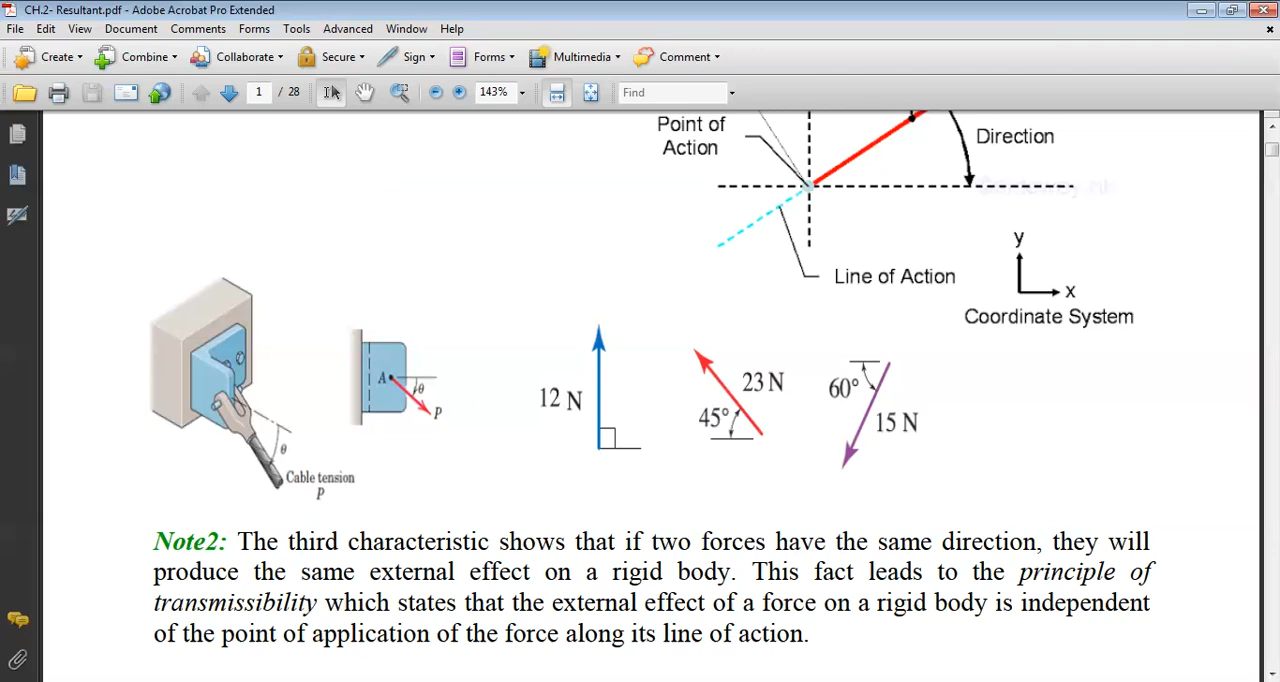 CH.2- Resultant.pdf - Adobe Acrobat Pro Extended
File Edit View Document Comments Forms Tools Advanced Window Help
Create Combine Collaborate Secure Sign Forms Multimedia Comment
1 / 28 143% Find
Point of
Action
Direction
Line of Action
y
x
Coordinate System
θ
Cable tension
P
A
θ
P
12 N
23 N
45°
60°
15 N
Note2: The third characteristic shows that if two forces have the same direction, they will
produce the same external effect on a rigid body. This fact leads to the principle of
transmissibility which states that the external effect of a force on a rigid body is independent
of the point of application of the force along its line of action.